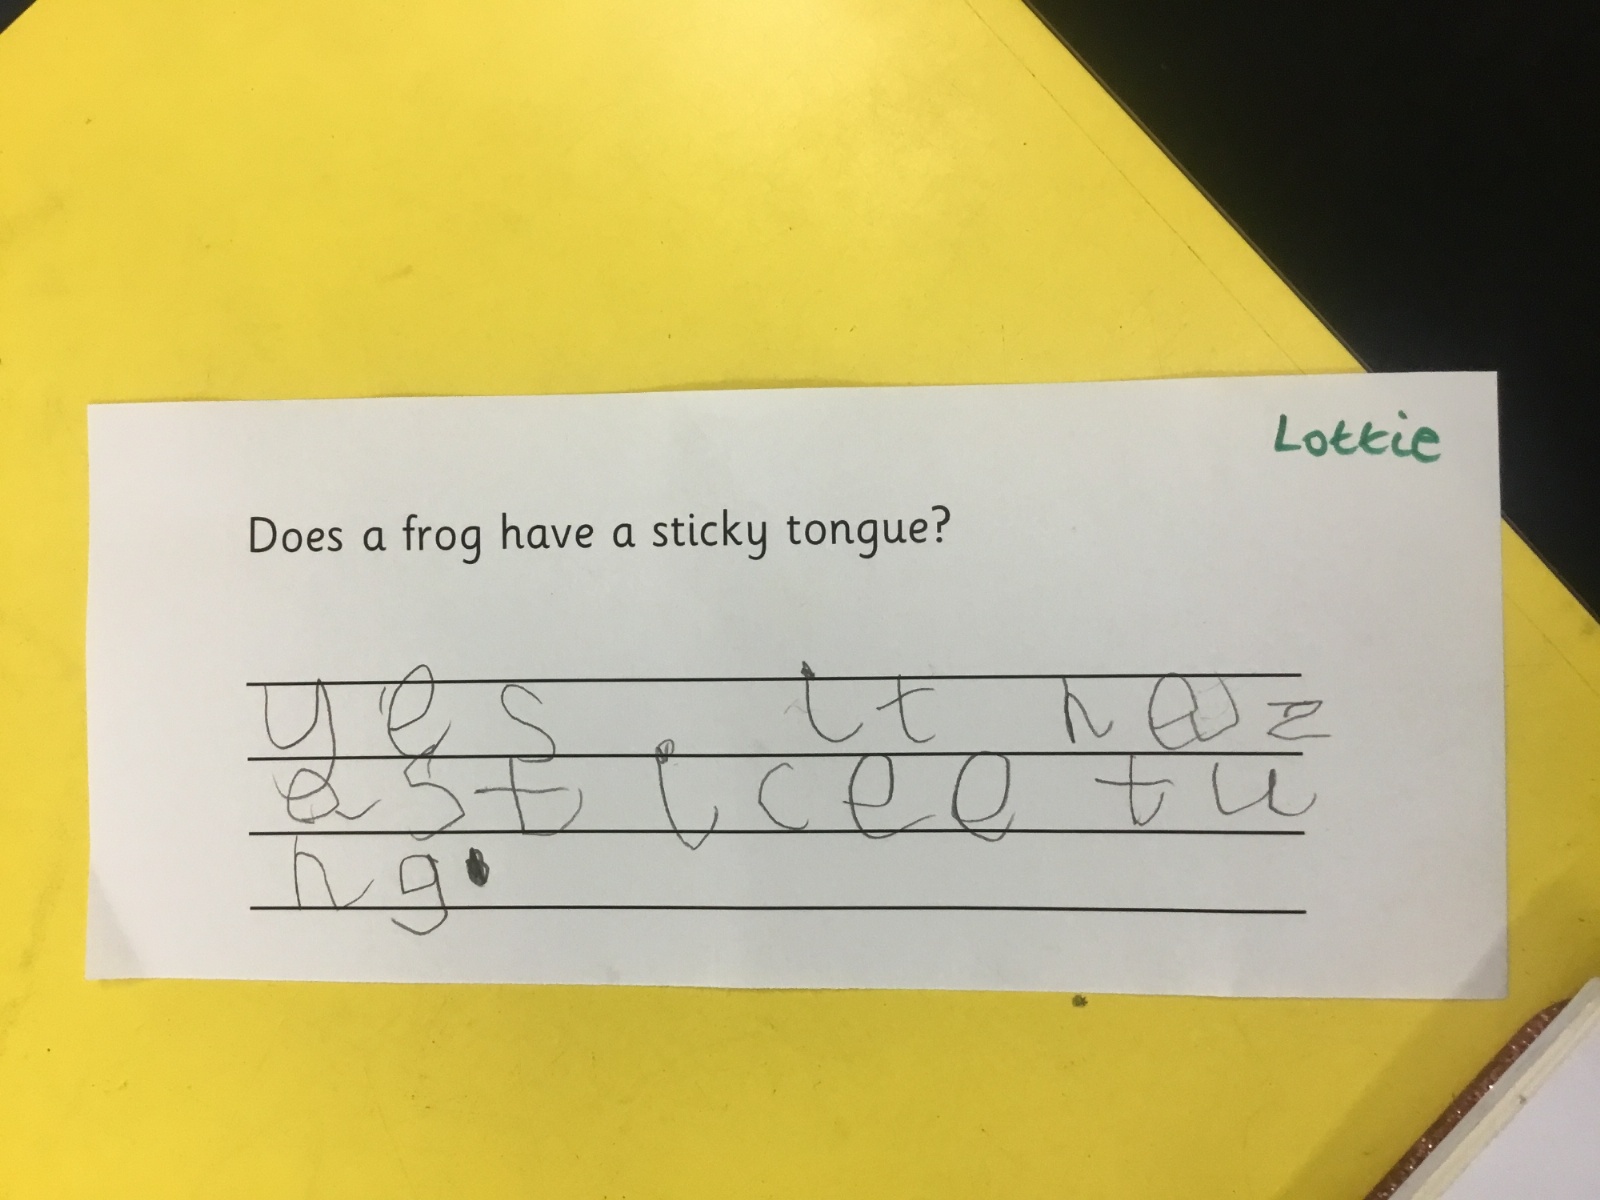 Lottie
Does a frog have a sticky tongue?
yes it haz
a sticee tu
ng.